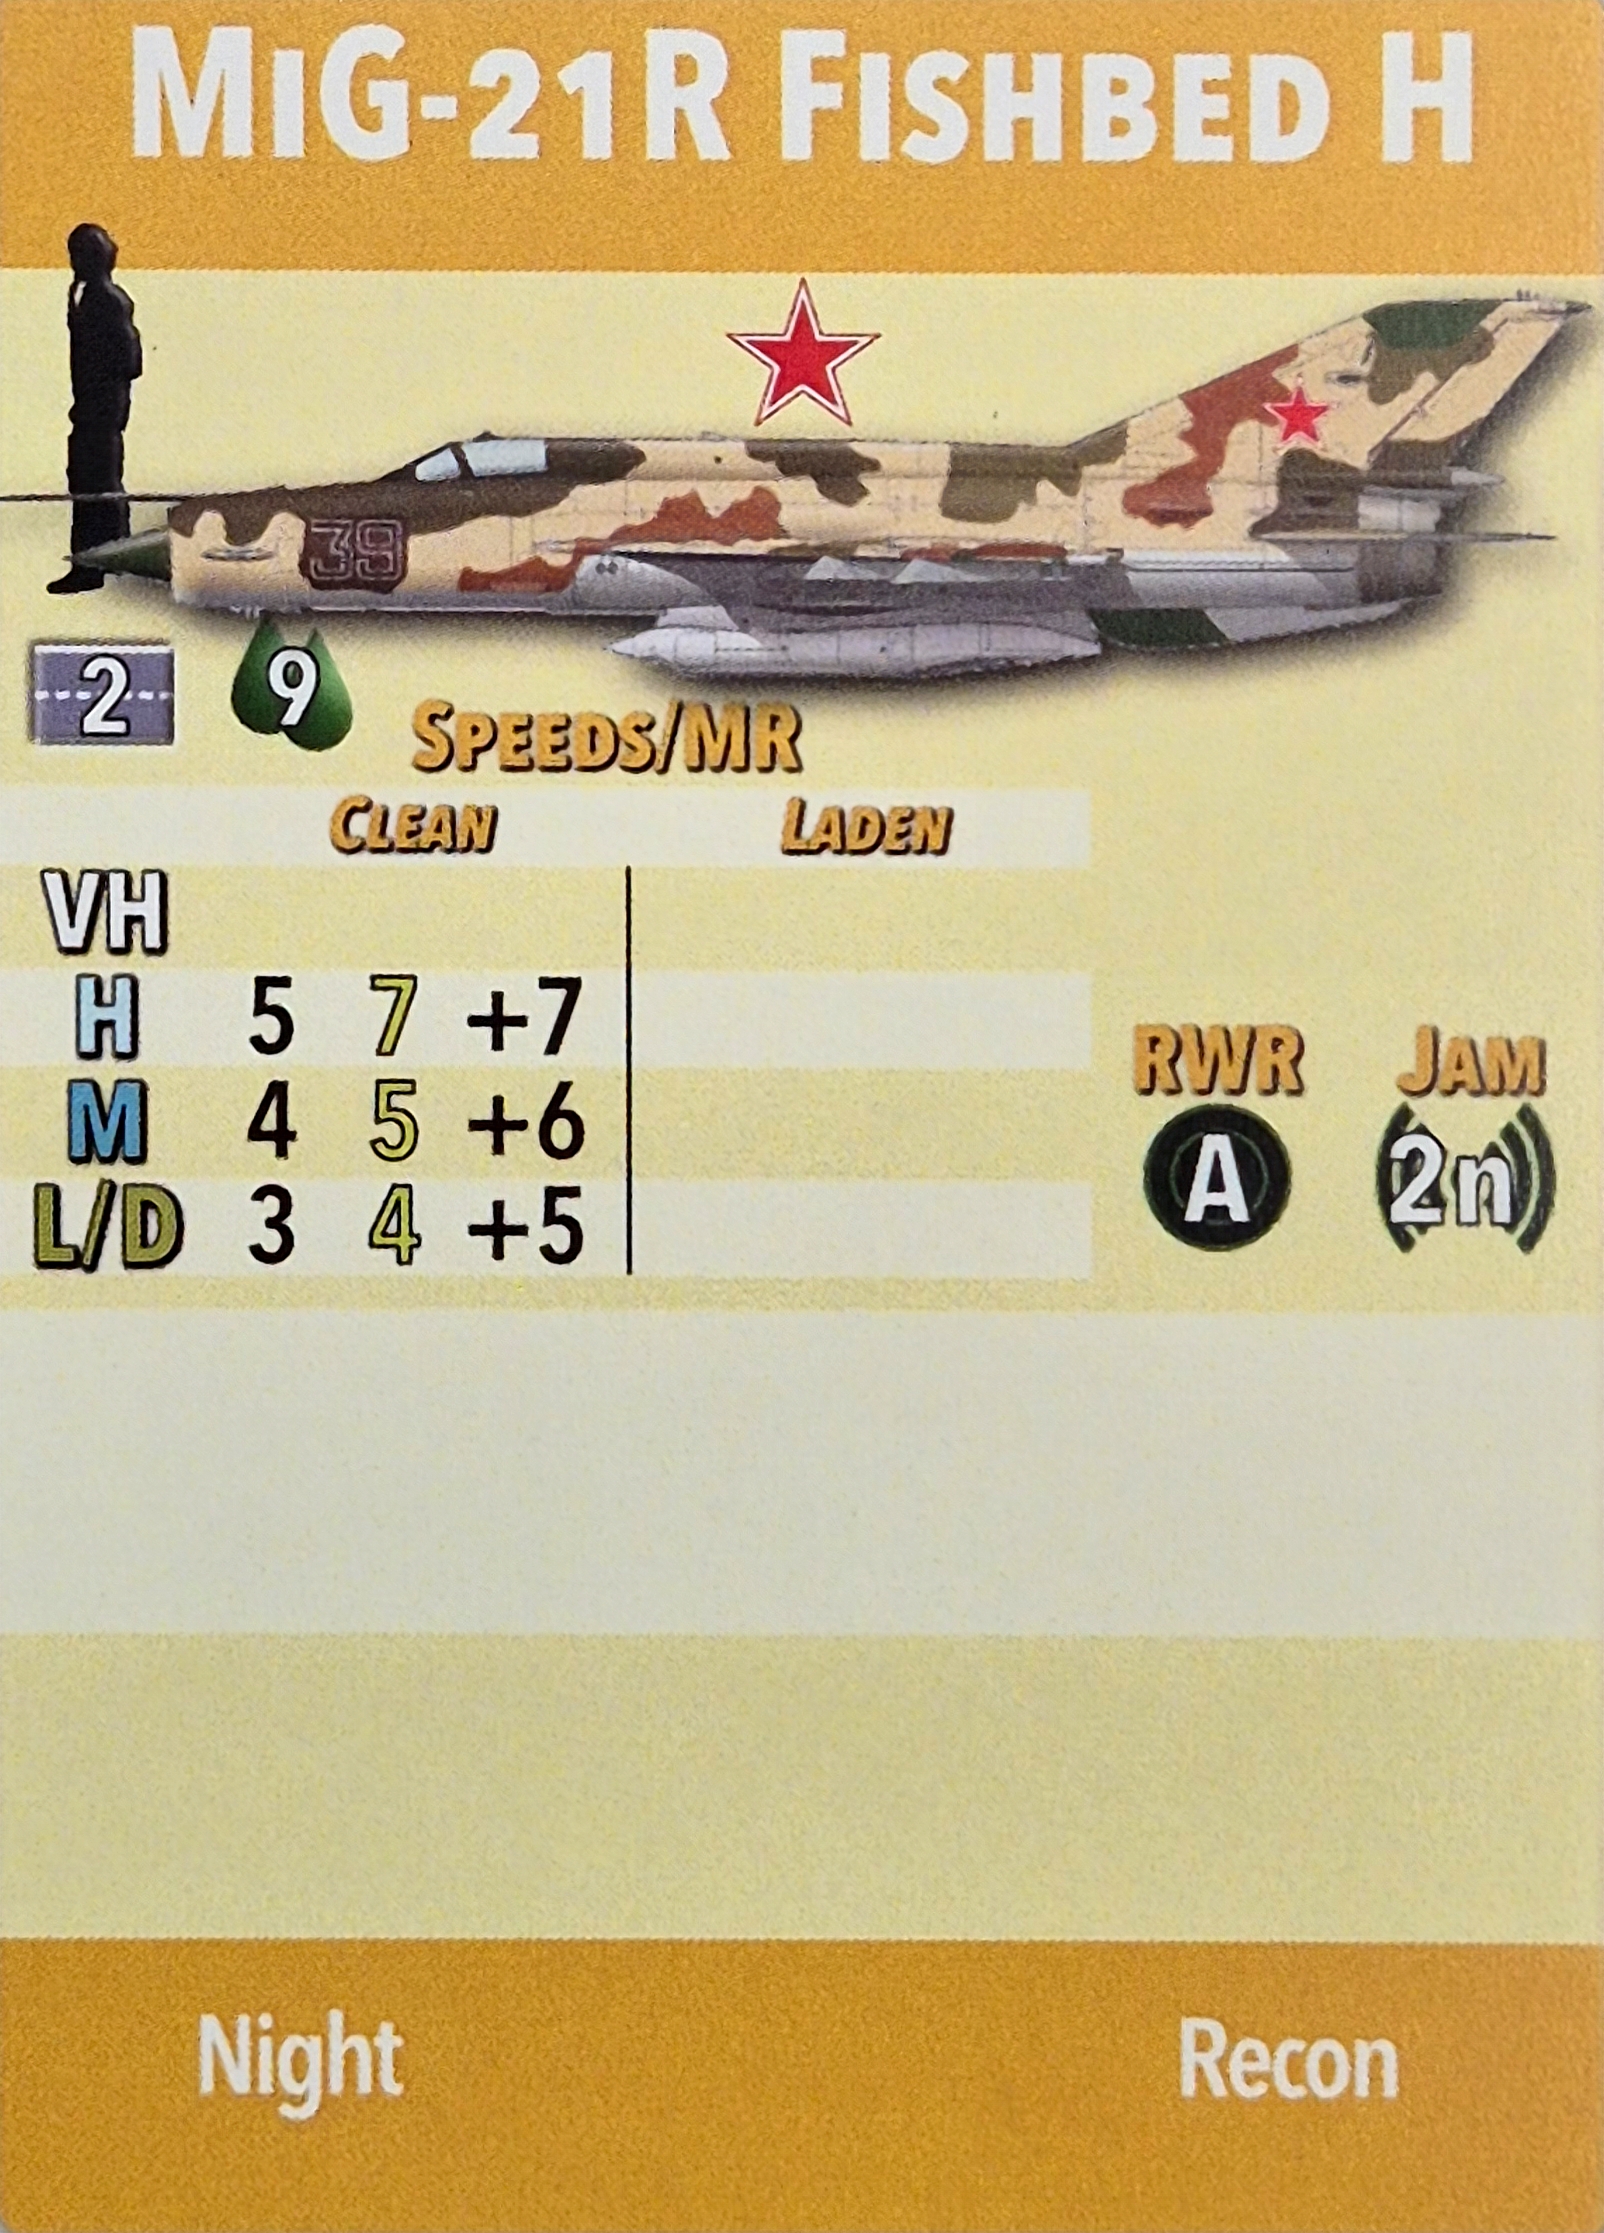 MiG-21R Fishbed H
39
2 9
Speeds/MR
Clean Laden
VH
H 5 7 +7
M 4 5 +6
L/D 3 4 +5
RWR Jam
A 2n
Night Recon